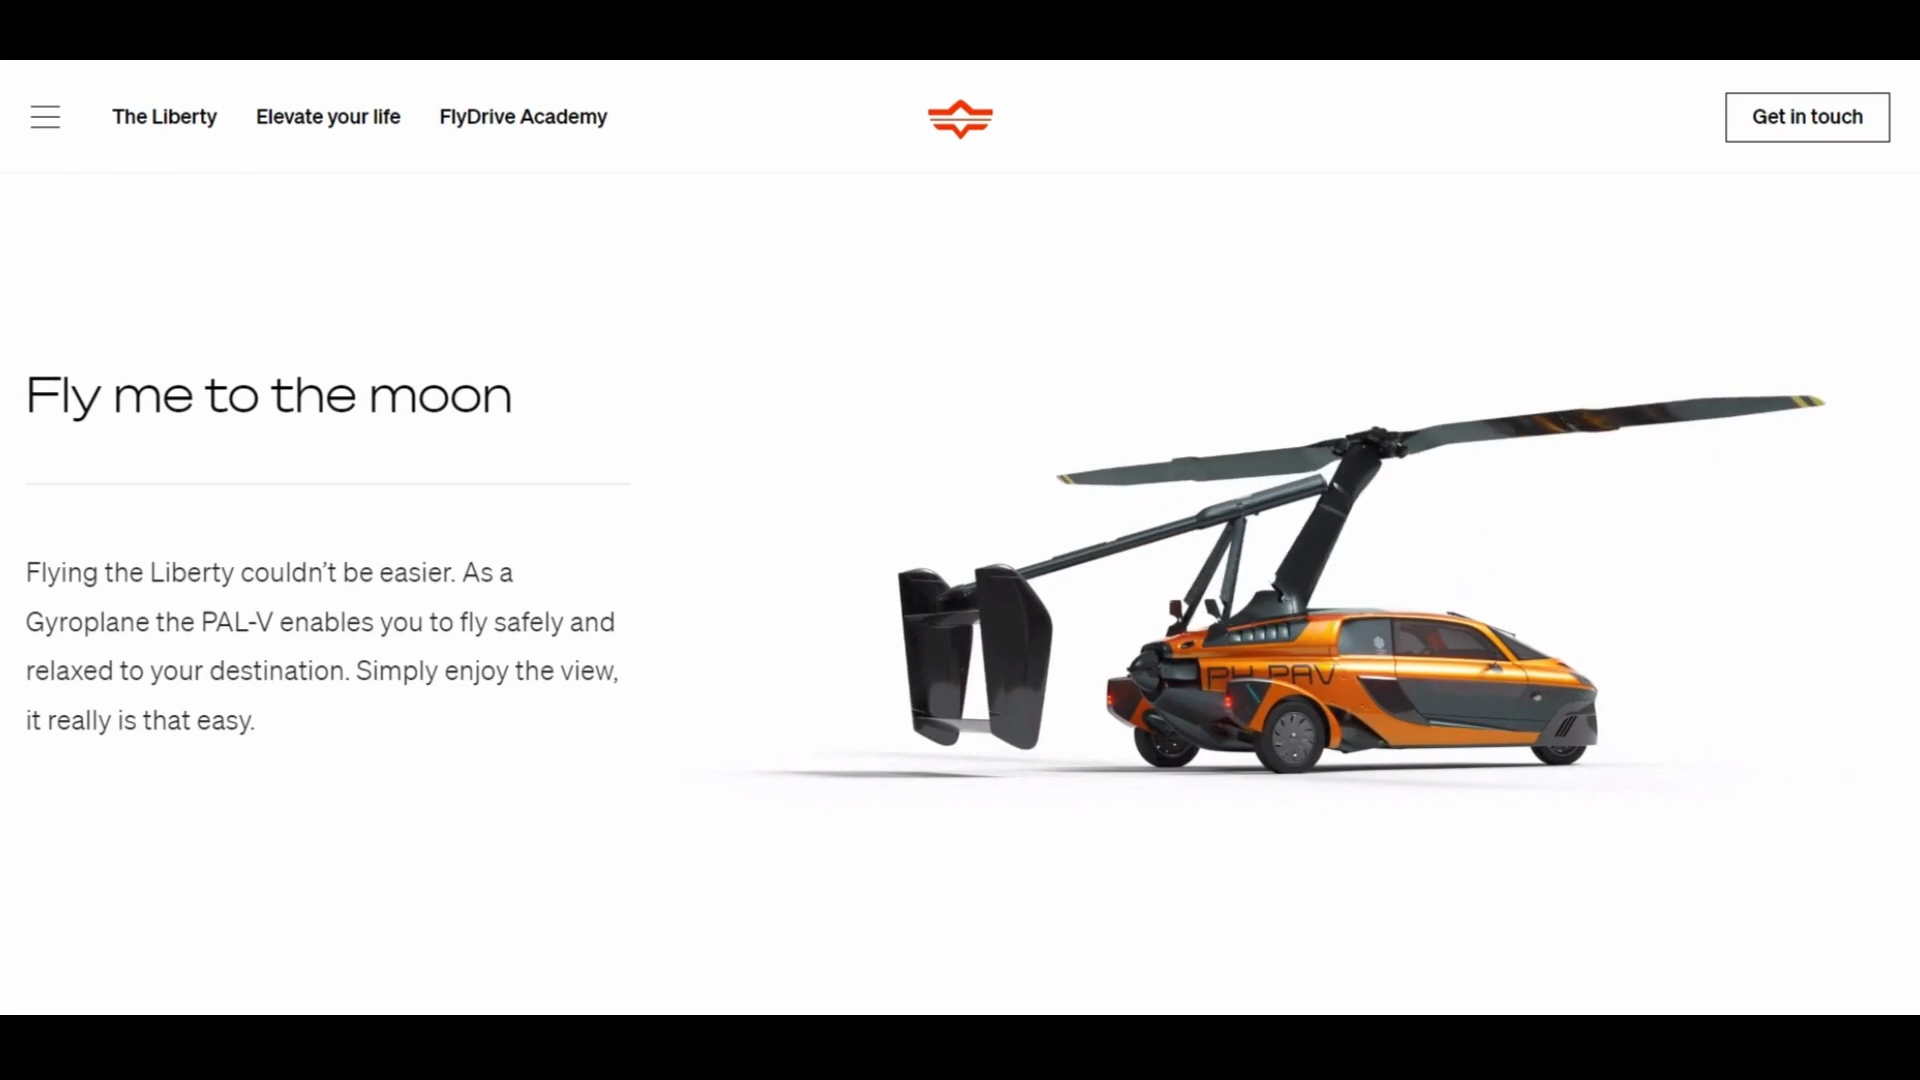 The Liberty
Elevate your life
FlyDrive Academy
Get in touch
Fly me to the moon
Flying the Liberty couldn’t be easier. As a
Gyroplane the PAL-V enables you to fly safely and
relaxed to your destination. Simply enjoy the view,
it really is that easy.
PH PAV